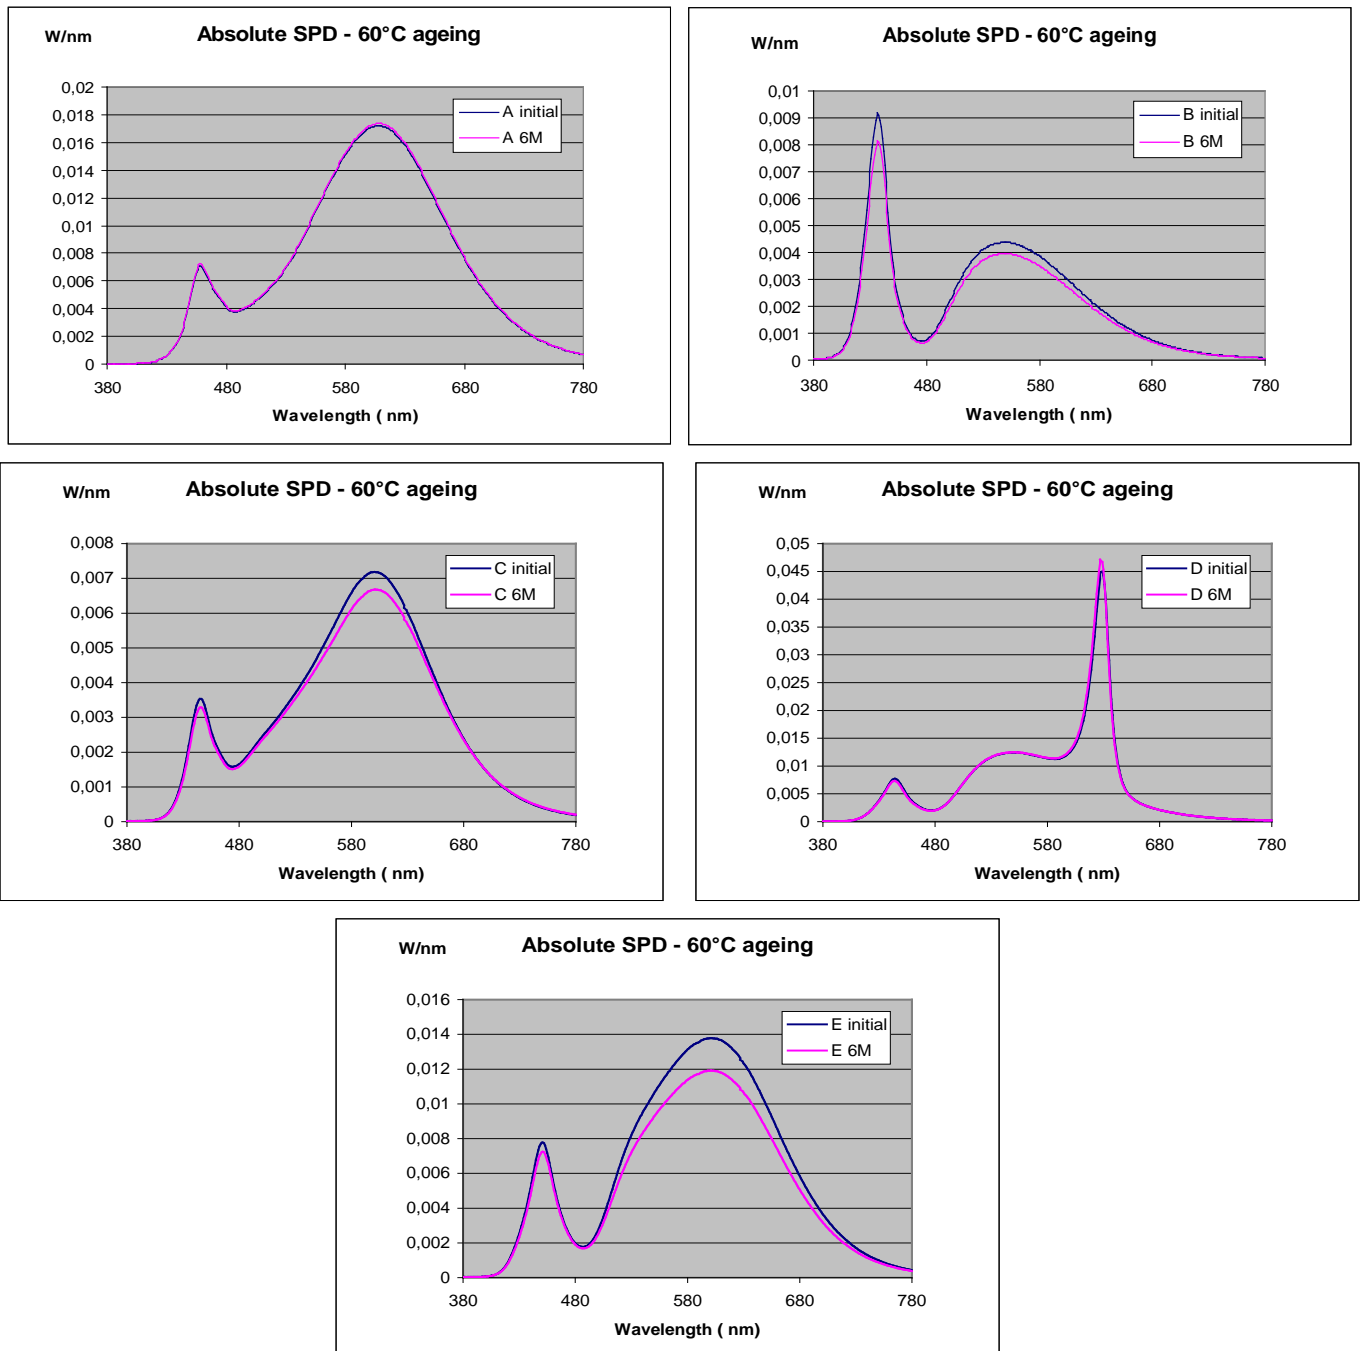 W/nm
Absolute SPD - 60°C ageing
0,02
0,018
0,016
0,014
0,012
0,01
0,008
0,006
0,004
0,002
0
A initial
A 6M
380 480 580 680 780
Wavelength ( nm)
W/nm
Absolute SPD - 60°C ageing
0,01
0,009
0,008
0,007
0,006
0,005
0,004
0,003
0,002
0,001
0
B initial
B 6M
380 480 580 680 780
Wavelength ( nm)
W/nm
Absolute SPD - 60°C ageing
0,008
0,007
0,006
0,005
0,004
0,003
0,002
0,001
0
C initial
C 6M
380 480 580 680 780
Wavelength ( nm)
W/nm
Absolute SPD - 60°C ageing
0,05
0,045
0,04
0,035
0,03
0,025
0,02
0,015
0,01
0,005
0
D initial
D 6M
380 480 580 680 780
Wavelength ( nm)
W/nm
Absolute SPD - 60°C ageing
0,016
0,014
0,012
0,01
0,008
0,006
0,004
0,002
0
E initial
E 6M
380 480 580 680 780
Wavelength ( nm)